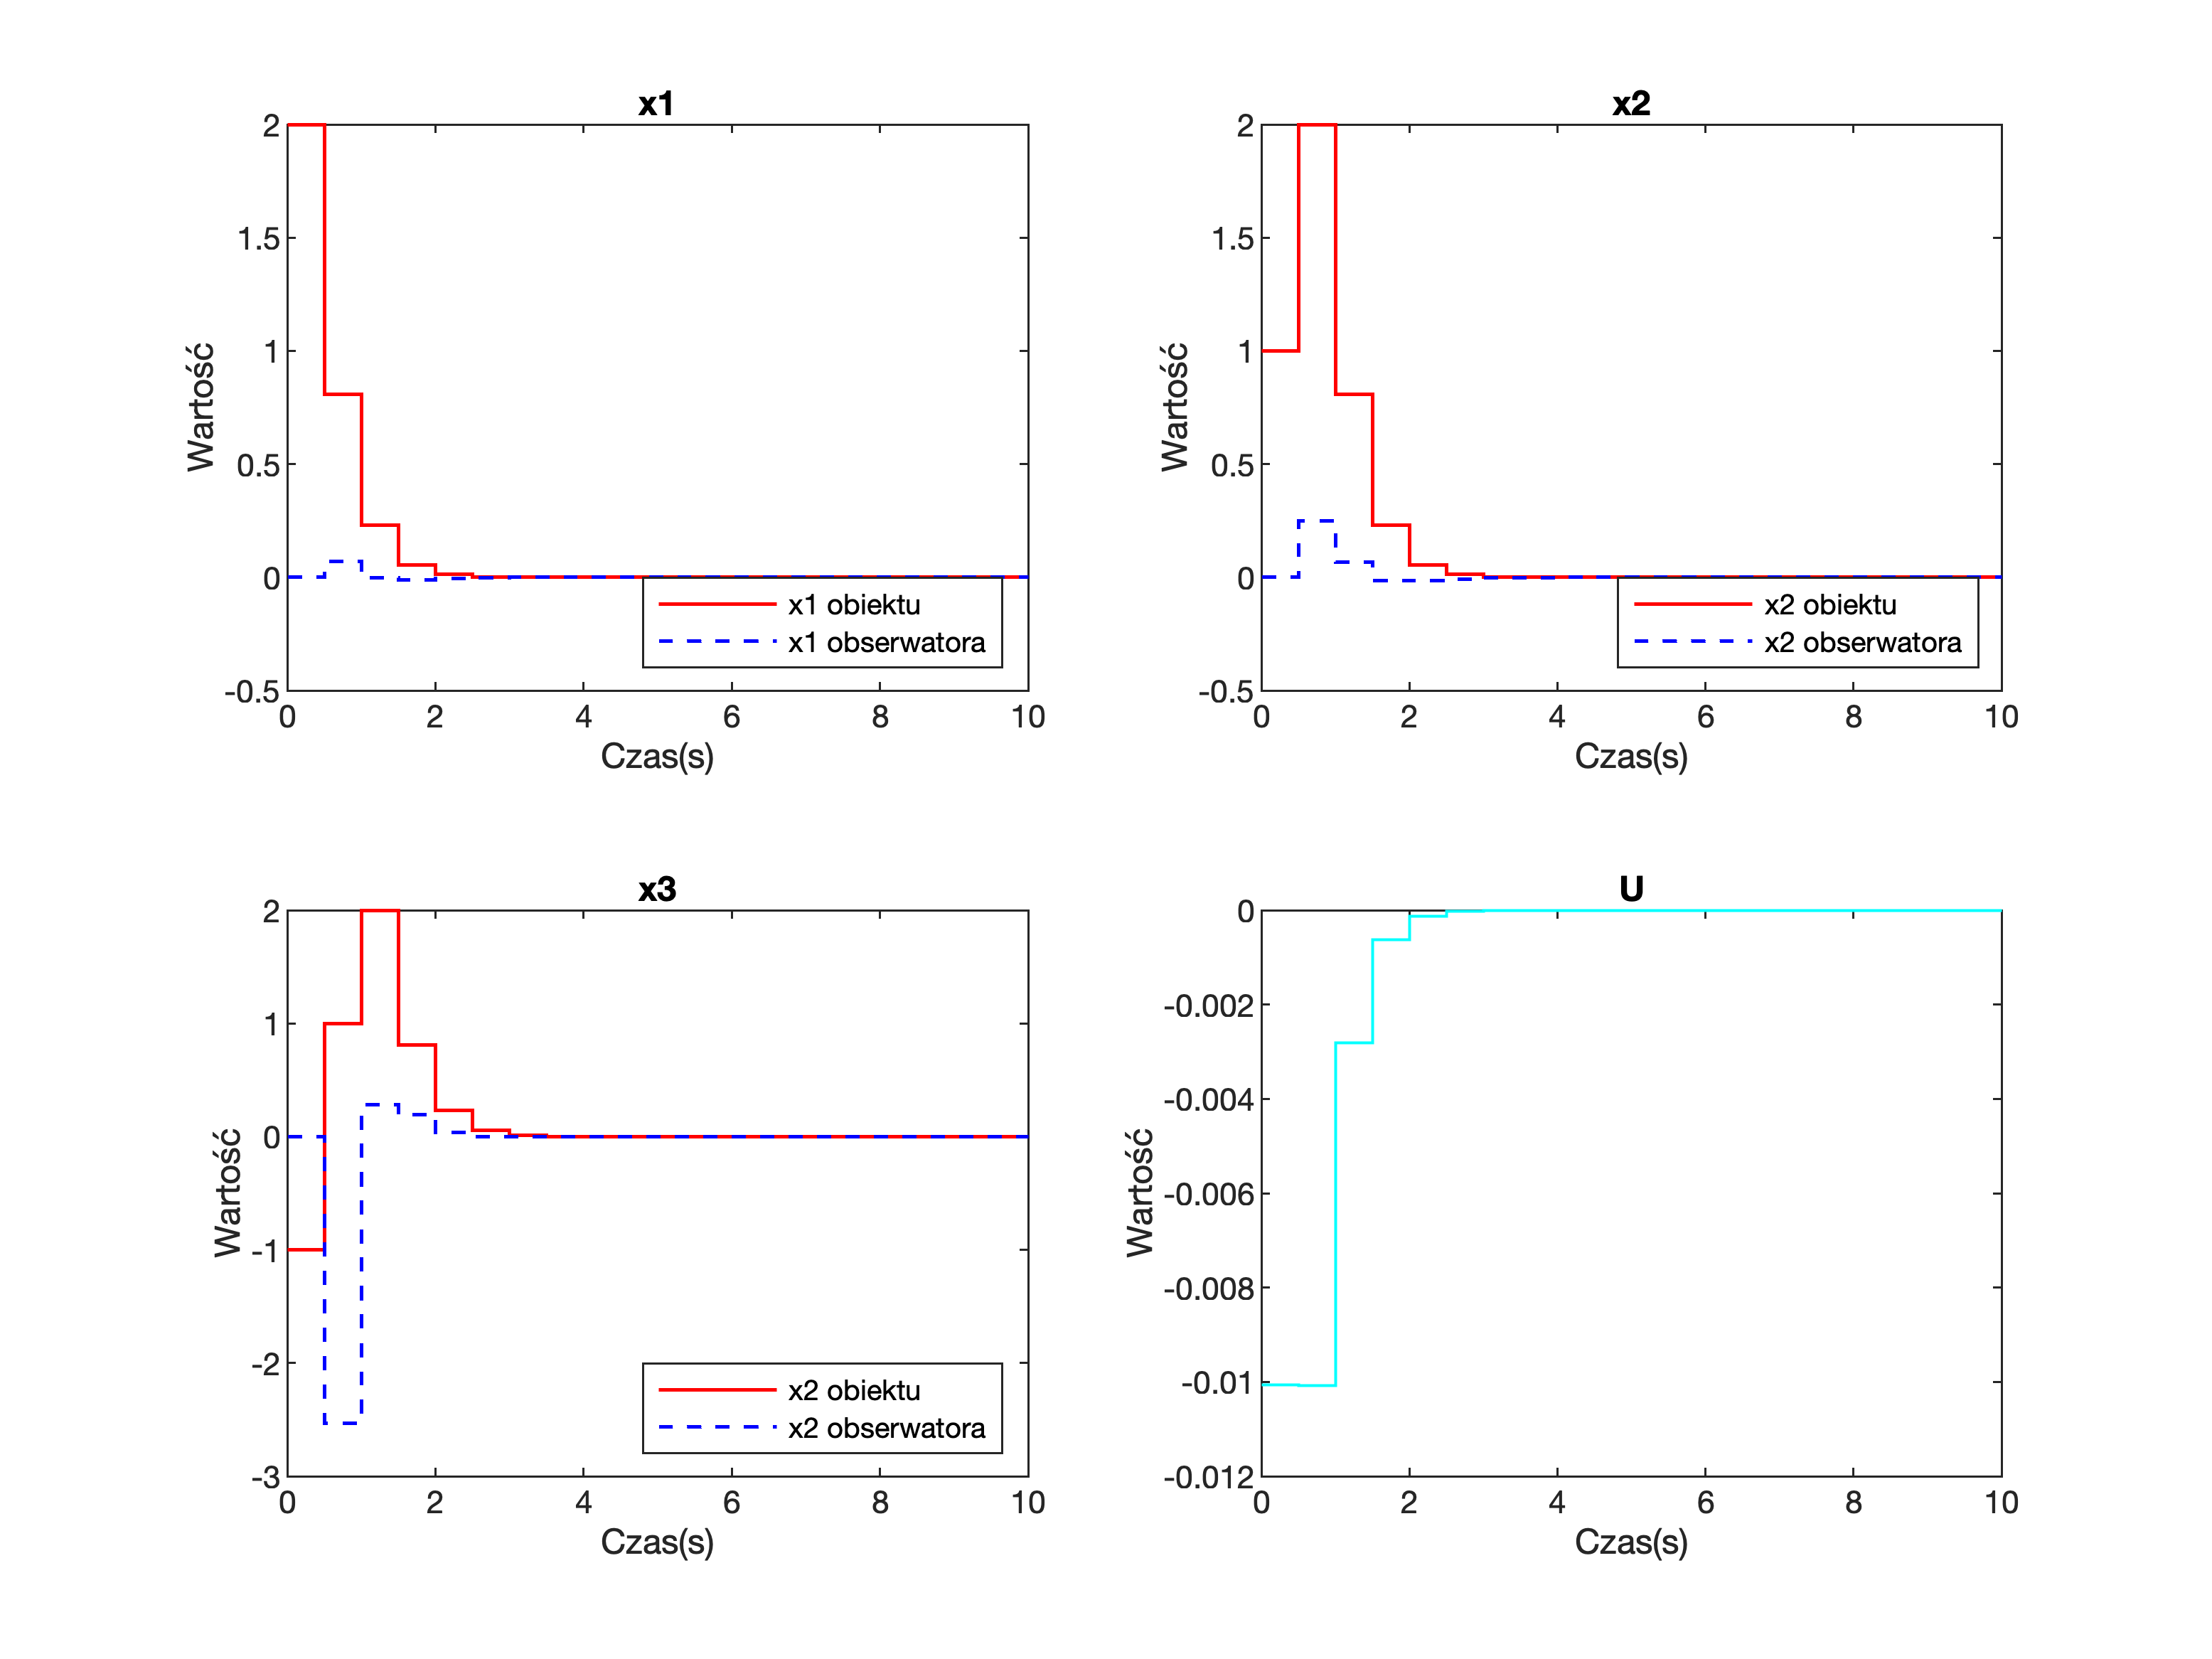 x1
2
1.5
1
0.5
0
-0.5
Wartość
x1 obiektu
x1 obserwatora
0 2 4 6 8 10
Czas(s)
x2
2
1.5
1
0.5
0
-0.5
Wartość
x2 obiektu
x2 obserwatora
0 2 4 6 8 10
Czas(s)
x3
2
1
0
-1
-2
-3
Wartość
x2 obiektu
x2 obserwatora
0 2 4 6 8 10
Czas(s)
U
0
-0.002
-0.004
-0.006
-0.008
-0.01
-0.012
Wartość
0 2 4 6 8 10
Czas(s)